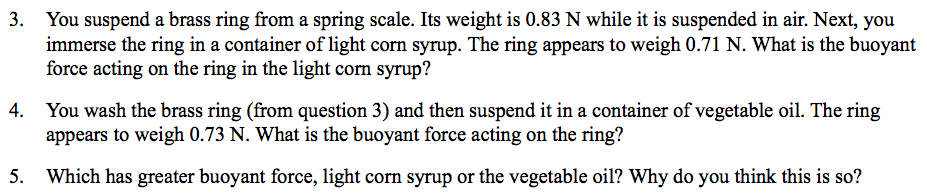 3. You suspend a brass ring from a spring scale. Its weight is 0.83 N while it is suspended in air. Next, you
immerse the ring in a container of light corn syrup. The ring appears to weigh 0.71 N. What is the buoyant
force acting on the ring in the light corn syrup?
4. You wash the brass ring (from question 3) and then suspend it in a container of vegetable oil. The ring
appears to weigh 0.73 N. What is the buoyant force acting on the ring?
5. Which has greater buoyant force, light corn syrup or the vegetable oil? Why do you think this is so?